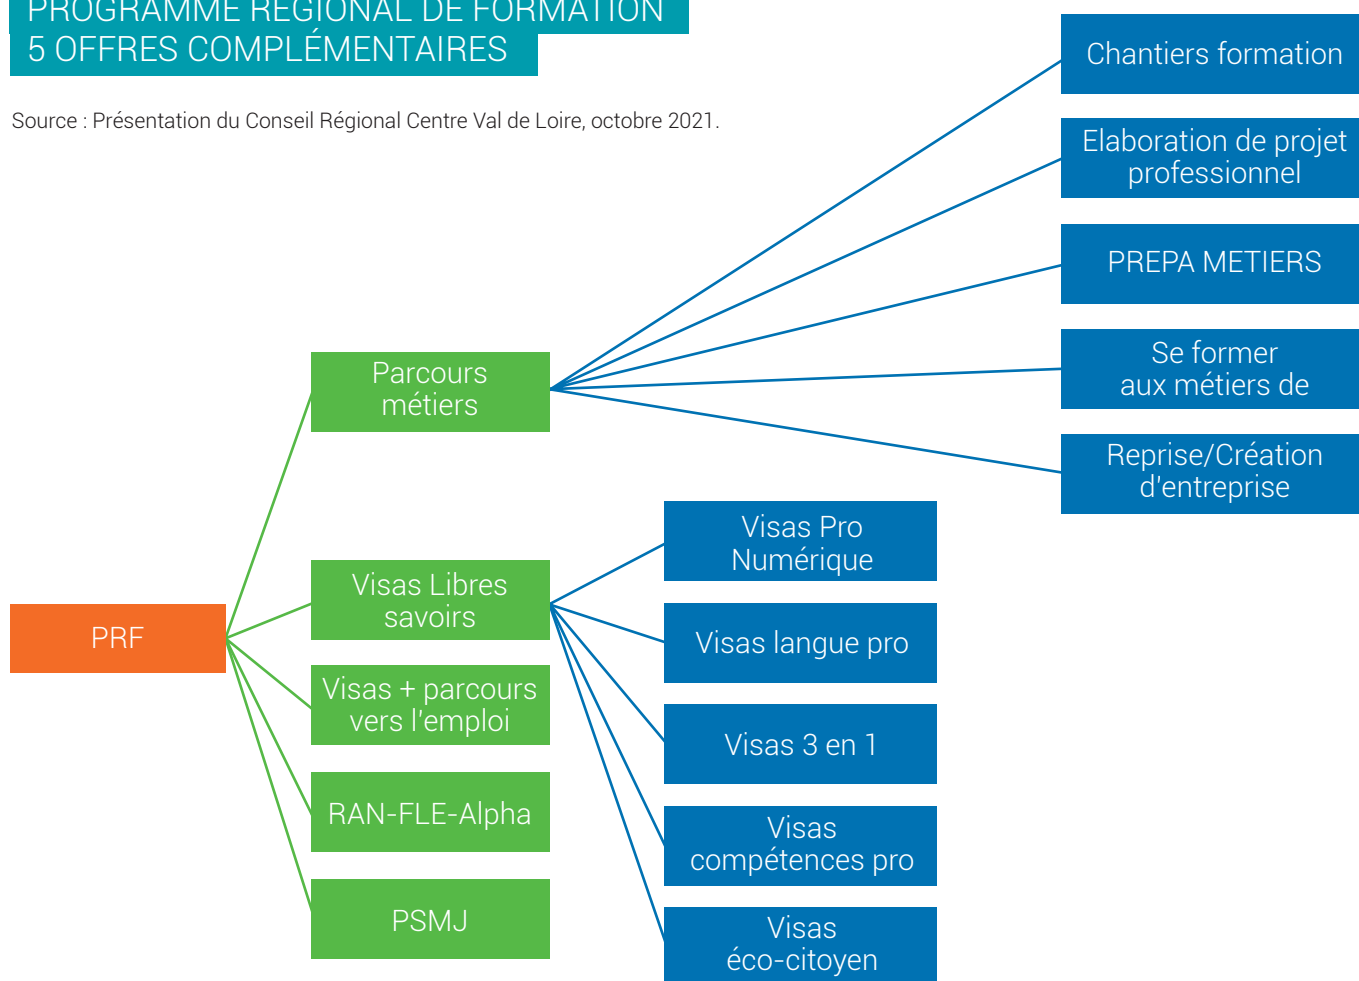 PROGRAMME RÉGIONAL DE FORMATION
5 OFFRES COMPLÉMENTAIRES
Source : Présentation du Conseil Régional Centre Val de Loire, octobre 2021.
PRF
Parcours
métiers
Visas Libres
savoirs
Visas + parcours
vers l'emploi
RAN-FLE-Alpha
PSMJ
Chantiers formation
Elaboration de projet
professionnel
PREPA METIERS
Se former
aux métiers de
Reprise/Création
d'entreprise
Visas Pro
Numérique
Visas langue pro
Visas 3 en 1
Visas
compétences pro
Visas
éco-citoyen